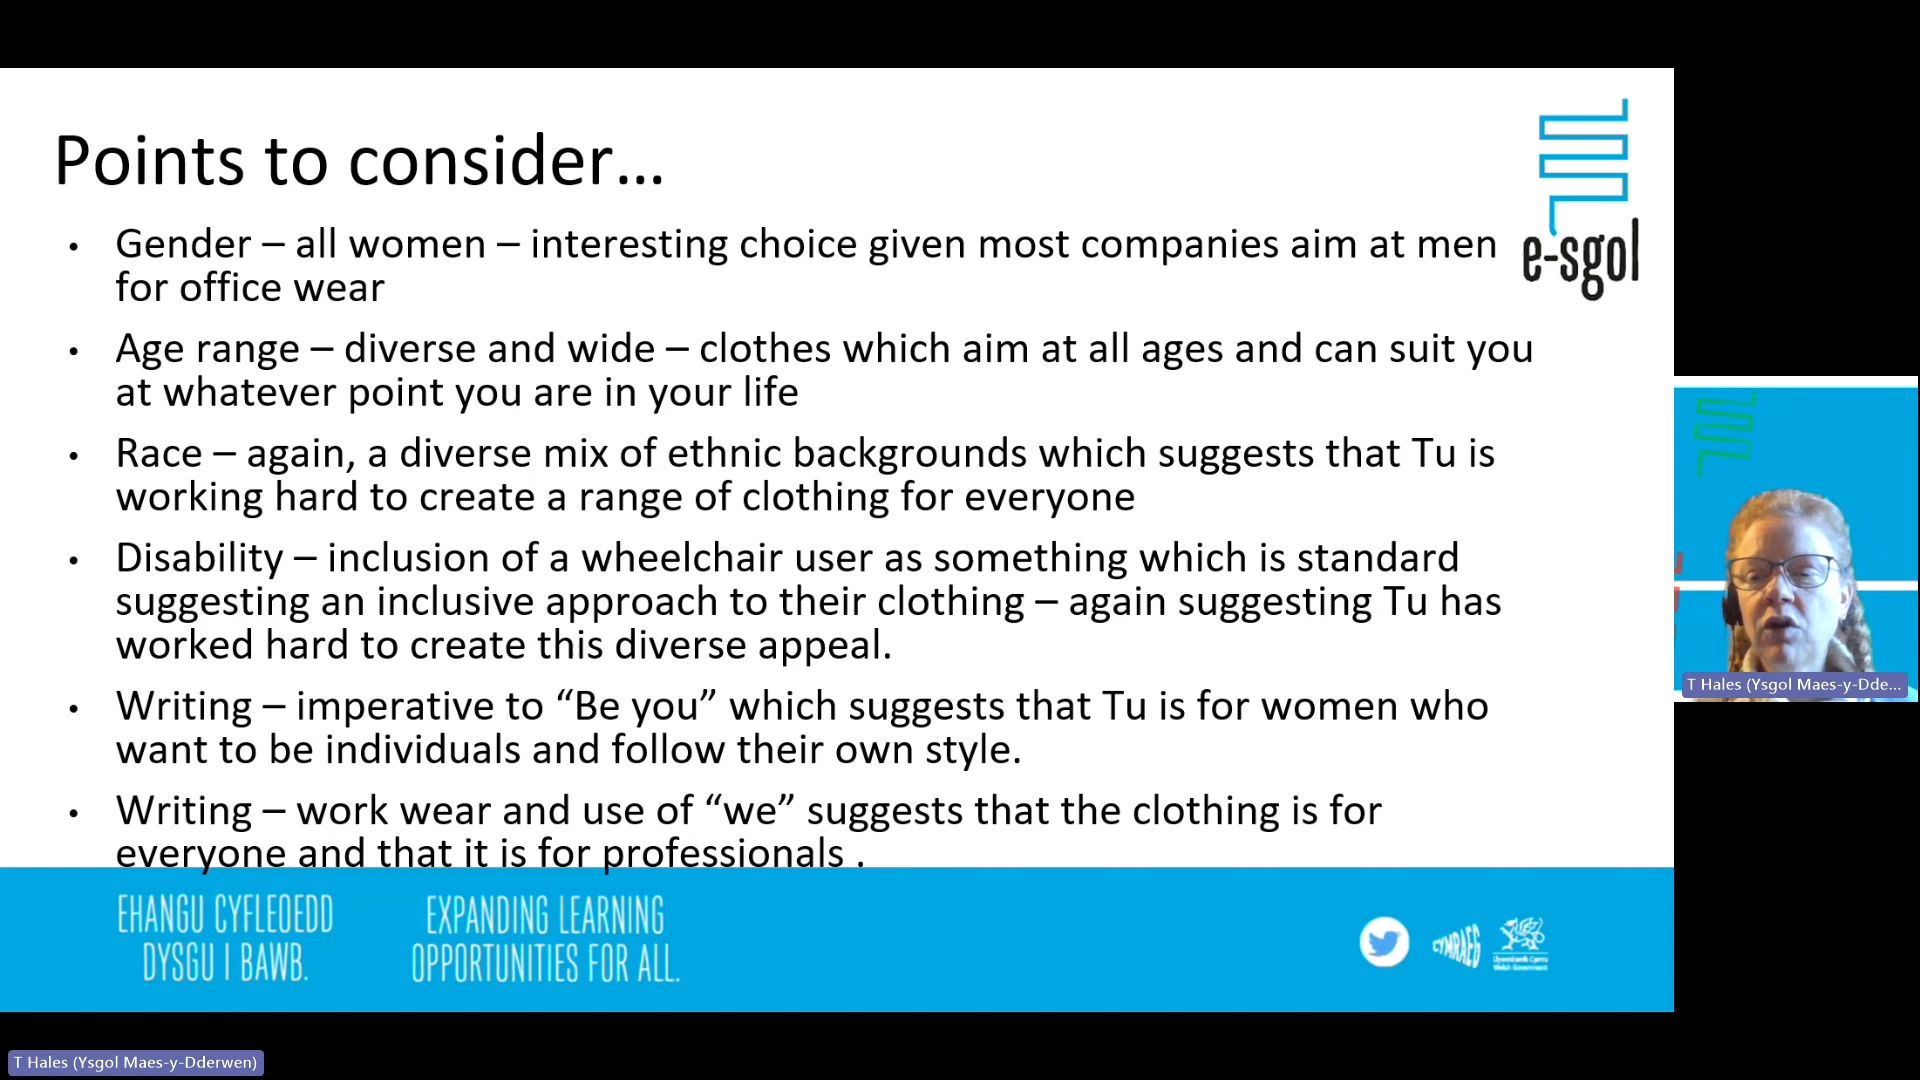 Points to consider...
• Gender – all women – interesting choice given most companies aim at men
for office wear
• Age range – diverse and wide – clothes which aim at all ages and can suit you
at whatever point you are in your life
• Race – again, a diverse mix of ethnic backgrounds which suggests that Tu is
working hard to create a range of clothing for everyone
• Disability – inclusion of a wheelchair user as something which is standard
suggesting an inclusive approach to their clothing – again suggesting Tu has
worked hard to create this diverse appeal.
• Writing – imperative to “Be you” which suggests that Tu is for women who
want to be individuals and follow their own style.
• Writing – work wear and use of “we” suggests that the clothing is for
everyone and that it is for professionals .
e-sgol
EHANGU CYFLEOEDD
DYSGU I BAWB.
EXPANDING LEARNING
OPPORTUNITIES FOR ALL.
CYMRAEG
Llywodraeth Cymru
Welsh Government
T Hales (Ysgol Maes-y-Dde...
T Hales (Ysgol Maes-y-Dderwen)